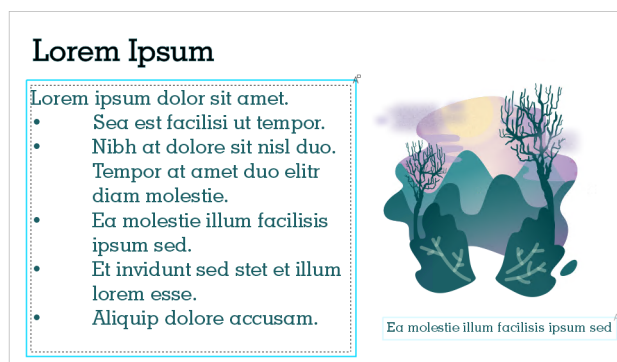 Lorem Ipsum
Lorem ipsum dolor sit amet.
• Sea est facilisi ut tempor.
• Nibh at dolore sit nisl duo.
Tempor at amet duo elitr
diam molestie.
• Ea molestie illum facilisis
ipsum sed.
• Et invidunt sed stet et illum
lorem esse.
• Aliquip dolore accusam.
Ea molestie illum facilisis ipsum sed